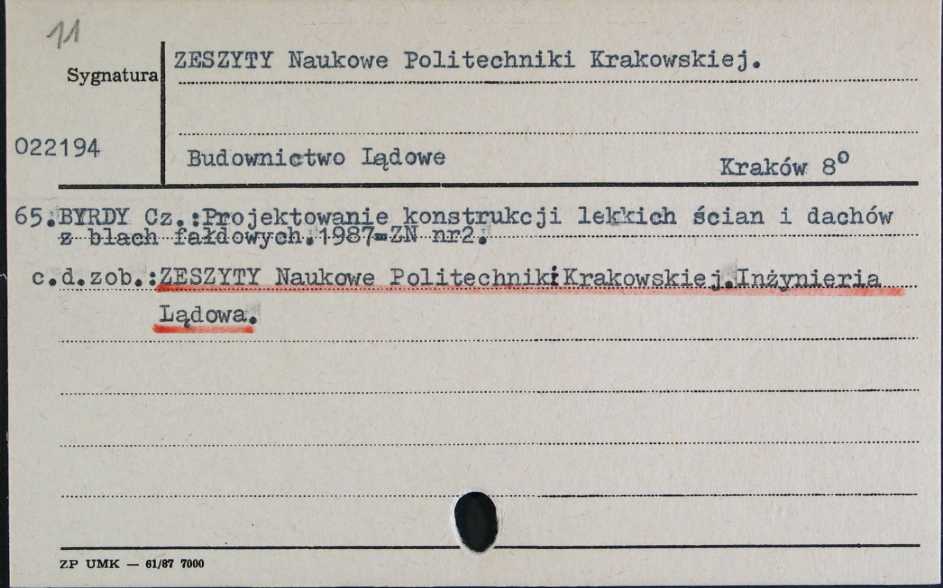 11
ZESZYTY Naukowe Politechniki Krakowskiej.
Sygnatura
022194
Budownictwo Lądowe
Kraków 8°
65.BYRDY Cz.:Projektowanie konstrukcji lekkich ścian i dachów
z blach fałdowych.1987=ZN nr2.
c.d.zob.:ZESZYTY Naukowe Politechniki Krakowskiej.Inżynieria
Lądowa.
ZP UMK — 61/87 7000